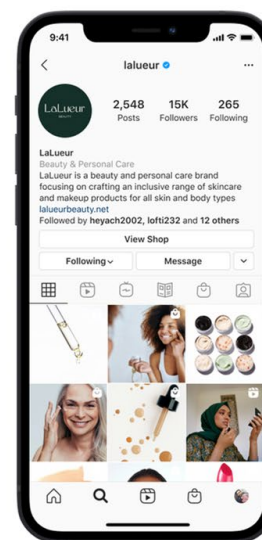 9:41
lalueur
LaLueur
BEAUTY
2,548 15K 265
Posts Followers Following
LaLueur
Beauty & Personal Care
LaLueur is a beauty and personal care brand
focusing on crafting an inclusive range of skincare
and makeup products for all skin and body types
lalueurbeauty.net
Followed by heyach2002, lofti232 and 12 others
View Shop
Following
Message